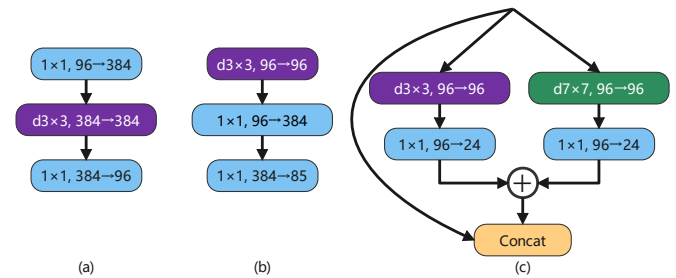 1×1, 96→384
d3×3, 384→384
1×1, 384→96
(a)
d3×3, 96→96
1×1, 96→384
1×1, 384→85
(b)
d3×3, 96→96
d7×7, 96→96
1×1, 96→24
1×1, 96→24
+
Concat
(c)